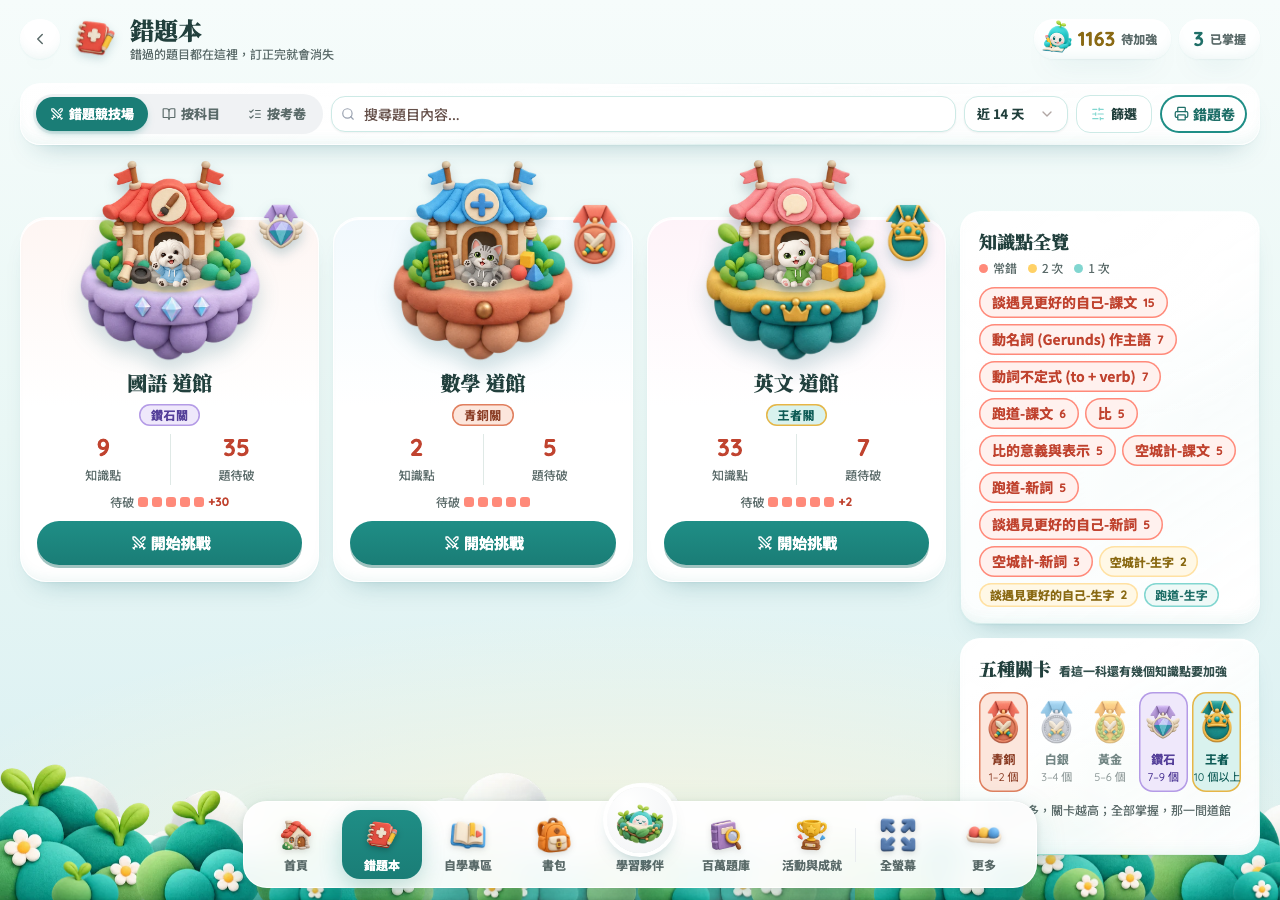 錯題本
錯過的題目都在這裡，訂正完就會消失
1163 待加強
3 已掌握
錯題競技場
按科目
按考卷
搜尋題目內容...
近 14 天
篩選
錯題卷
國語 道館
鑽石關
9 35
知識點 題待破
待破 +30
開始挑戰
數學 道館
青銅關
2 5
知識點 題待破
待破
開始挑戰
英文 道館
王者關
33 7
知識點 題待破
待破 +2
開始挑戰
知識點全覽
常錯 2 次 1 次
談遇見更好的自己-課文 15
動名詞 (Gerunds) 作主語 7
動詞不定式 (to + verb) 7
跑道-課文 6 比 5
比的意義與表示 5 空城計-課文 5
跑道-新詞 5
談遇見更好的自己-新詞 5
空城計-新詞 3 空城計-生字 2
談遇見更好的自己-生字 2 跑道-生字
五種關卡 看這一科還有幾個知識點要加強
青銅 白銀 黃金 鑽石 王者
1-2 個 3-4 個 5-6 個 7-9 個 10 個以上
，關卡越高；全部掌握，那一間道館
首頁
錯題本
自學專區
書包
學習夥伴
百萬題庫
活動與成就
全螢幕
更多